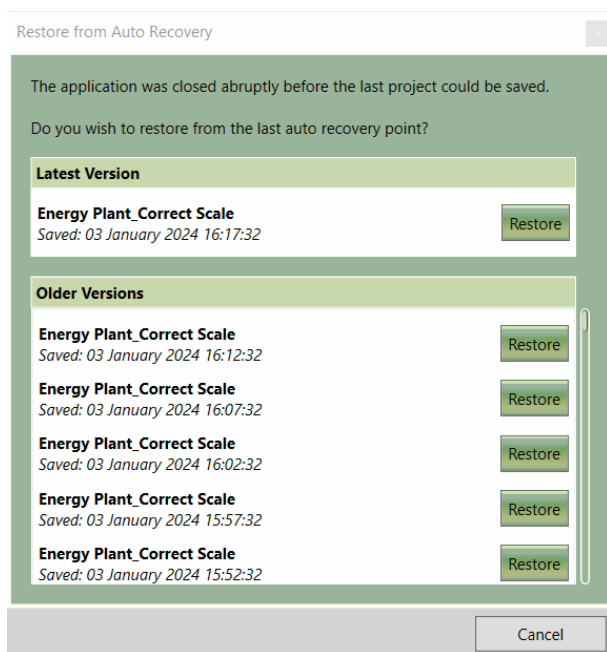 Restore from Auto Recovery
The application was closed abruptly before the last project could be saved.
Do you wish to restore from the last auto recovery point?
Latest Version
Energy Plant_Correct Scale
Saved: 03 January 2024 16:17:32
Restore
Older Versions
Energy Plant_Correct Scale
Saved: 03 January 2024 16:12:32
Restore
Energy Plant_Correct Scale
Saved: 03 January 2024 16:07:32
Restore
Energy Plant_Correct Scale
Saved: 03 January 2024 16:02:32
Restore
Energy Plant_Correct Scale
Saved: 03 January 2024 15:57:32
Restore
Energy Plant_Correct Scale
Saved: 03 January 2024 15:52:32
Restore
Cancel